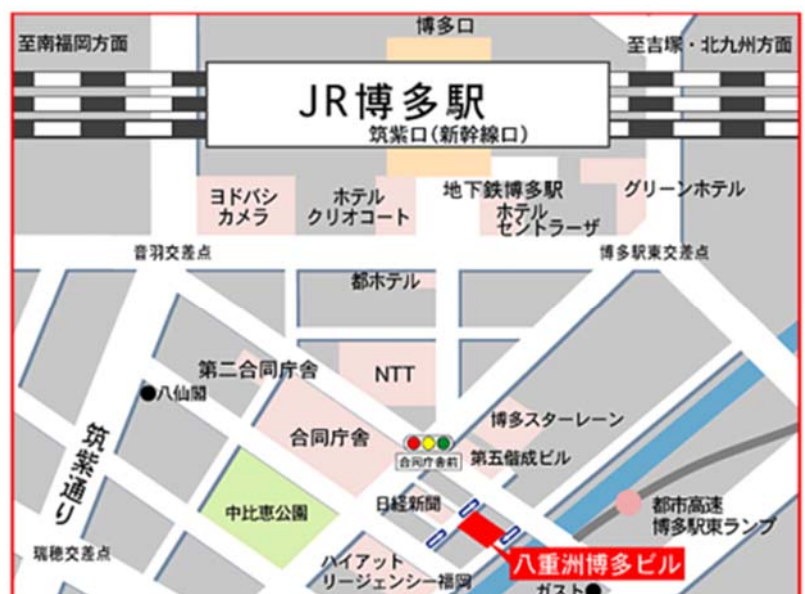 博多口
至南福岡方面
至吉塚・北九州方面
JR博多駅
筑紫口(新幹線口)
ヨドバシ
カメラ
ホテル
クリオコート
地下鉄博多駅
ホテル
セントラーザ
グリーンホテル
音羽交差点
博多駅東交差点
都ホテル
第二合同庁舎
NTT
八仙閣
合同庁舎
博多スターレーン
合同庁舎前
第五偕成ビル
筑紫通り
中比恵公園
日経新聞
都市高速
博多駅東ランプ
瑞穂交差点
ハイアット
リージェンシー福岡
八重洲博多ビル
ガスト